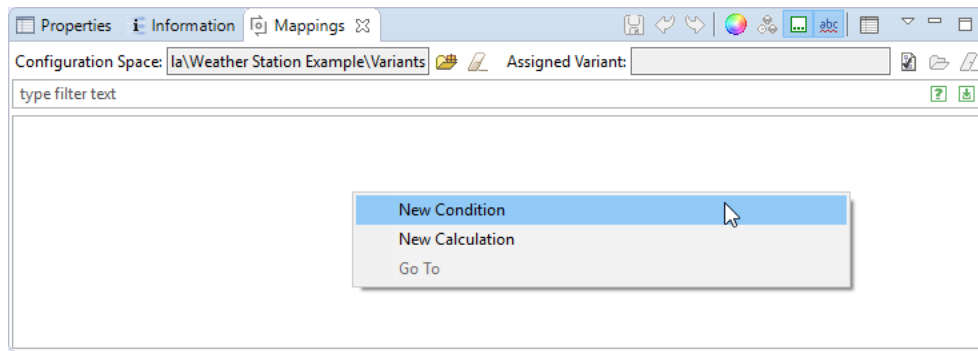 Properties Information Mappings
abc
Configuration Space: la\Weather Station Example\Variants Assigned Variant:
type filter text
New Condition
New Calculation
Go To